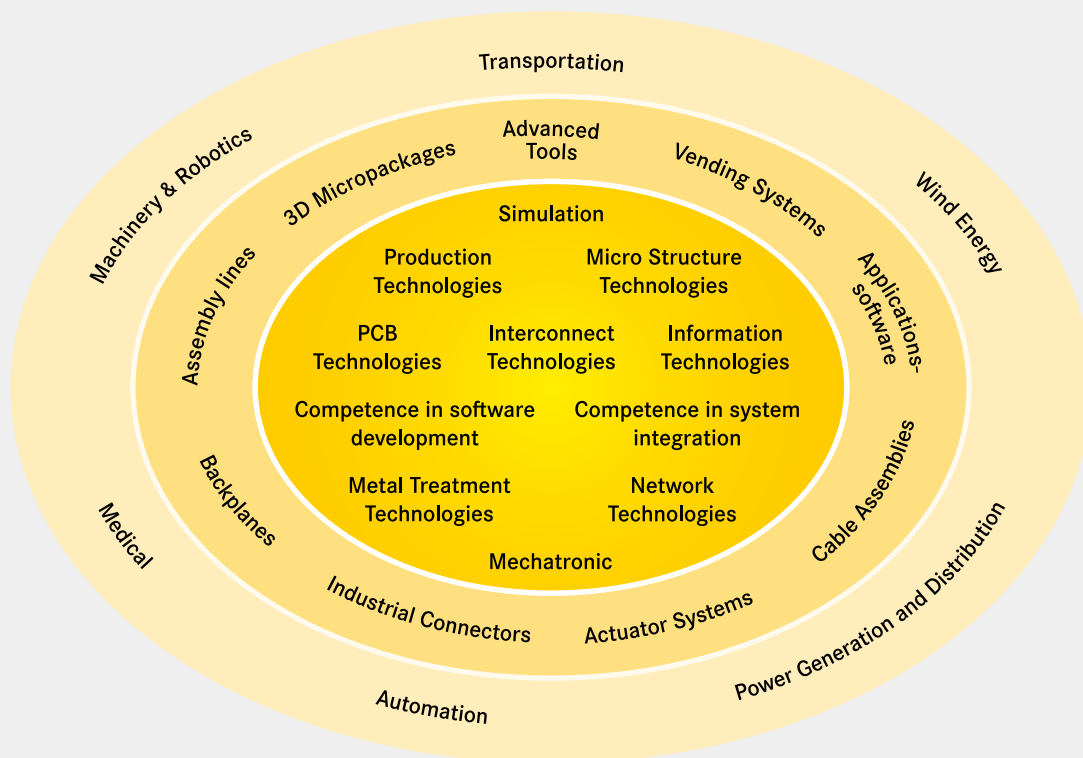 Transportation
Machinery & Robotics
Wind Energy
Medical
Power Generation and Distribution
Automation
Advanced
Tools
3D Micropackages
Vending Systems
Assembly lines
Applications-
software
Backplanes
Cable Assemblies
Industrial Connectors
Actuator Systems
Simulation
Production
Technologies
Micro Structure
Technologies
PCB
Technologies
Interconnect
Technologies
Information
Technologies
Competence in software
development
Competence in system
integration
Metal Treatment
Technologies
Network
Technologies
Mechatronic